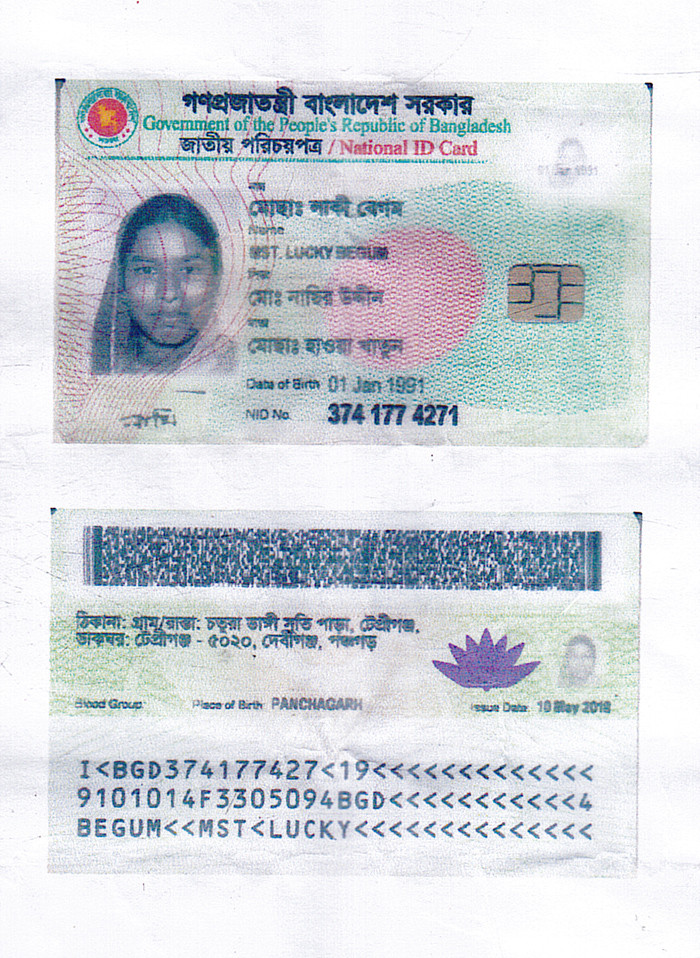 গণপ্রজাতন্ত্রী বাংলাদেশ সরকার
Government of the People's Republic of Bangladesh
জাতীয় পরিচয়পত্র / National ID Card
01 Jan 1991
নাম
মোছাঃ লাকী বেগম
Name
MST. LUCKY BEGUM
পিতা
মোঃ নাছির উদ্দীন
মাতা
মোছাঃ হাওয়া খাতুন
Date of Birth 01 Jan 1991
NID No. 374 177 4271
ঠিকানা: গ্রাম/রাস্তা: চতুরা ডাঙ্গী পাড়া, টেপ্রীগঞ্জ,
ডাকঘর: টেপ্রীগঞ্জ - ৫০২০, দেবীগঞ্জ, পঞ্চগড়
Blood Group: Place of Birth: PANCHAGARH Issue Date: 10 May 2018
I<BGD374177427<19<<<<<<<<<<<<<
9101014F3305094BGD<<<<<<<<<<<4
BEGUM<<MST<LUCKY<<<<<<<<<<<<<<